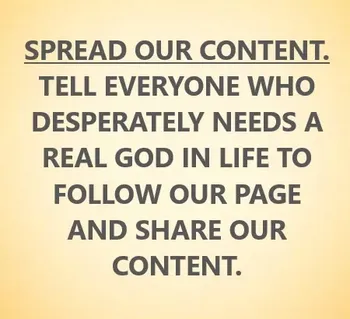 SPREAD OUR CONTENT.
TELL EVERYONE WHO
DESPERATELY NEEDS A
REAL GOD IN LIFE TO
FOLLOW OUR PAGE
AND SHARE OUR
CONTENT.